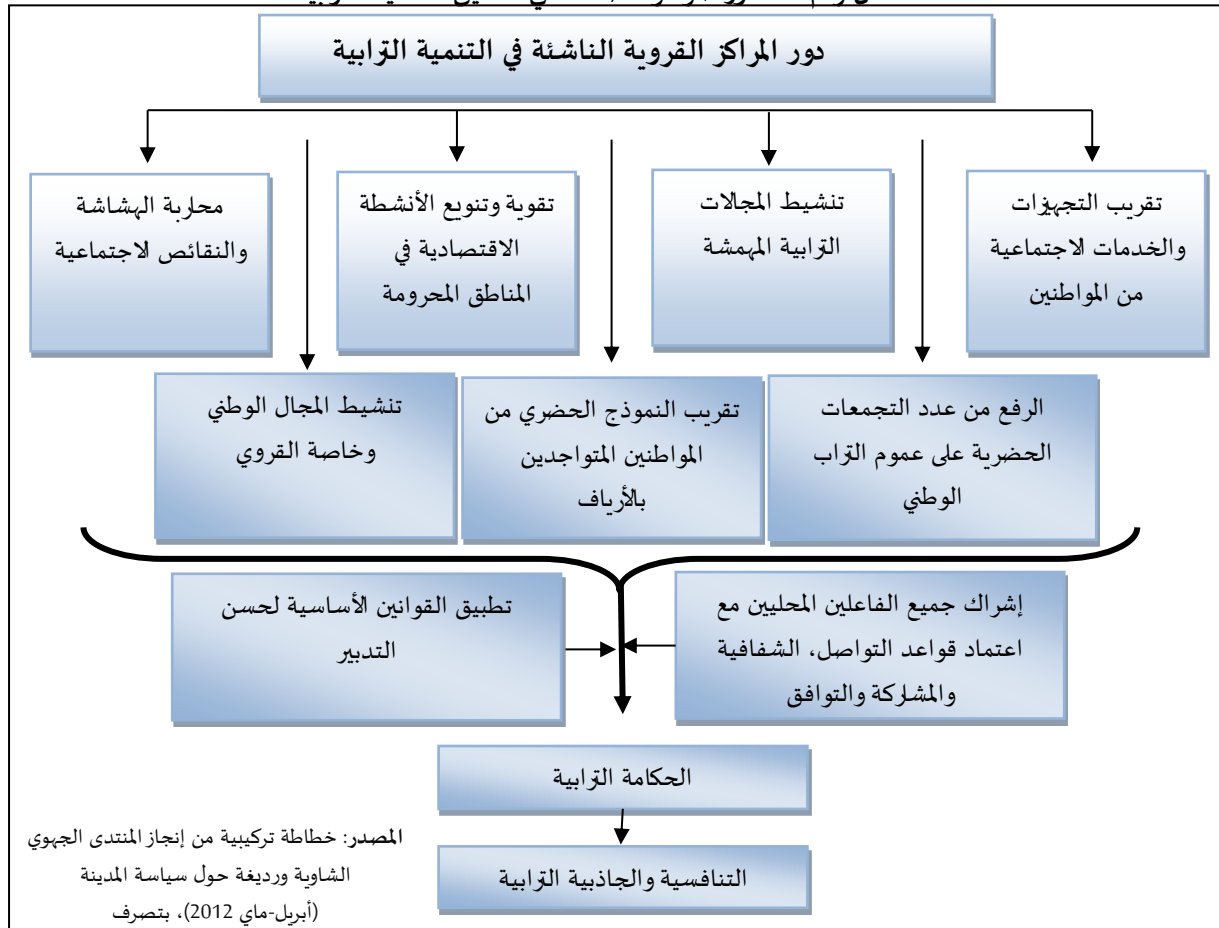 دور المراكز القروية الناشئة في التنمية الترابية
تقريب التجهيزات
والخدمات الاجتماعية
من المواطنين
تنشيط المجالات
الترابية المهمشة
تقوية وتنويع الأنشطة
الاقتصادية في
المناطق المحرومة
محاربة الهشاشة
والنقائص الاجتماعية
الرفع من عدد التجمعات
الحضرية على عموم التراب
الوطني
تقريب النموذج الحضري من
المواطنين المتواجدين
بالأرياف
تنشيط المجال الوطني
وخاصة القروي
إشراك جميع الفاعلين المحليين مع
اعتماد قواعد التواصل، الشفافية
والمشاركة والتوافق
تطبيق القوانين الأساسية لحسن
التدبير
الحكامة الترابية
التنافسية والجاذبية الترابية
المصدر: خطاطة تركيبية من إنجاز المنتدى الجهوي
الشاوية ورديغة حول سياسة المدينة
(أبريل-ماي 2012)، بتصرف